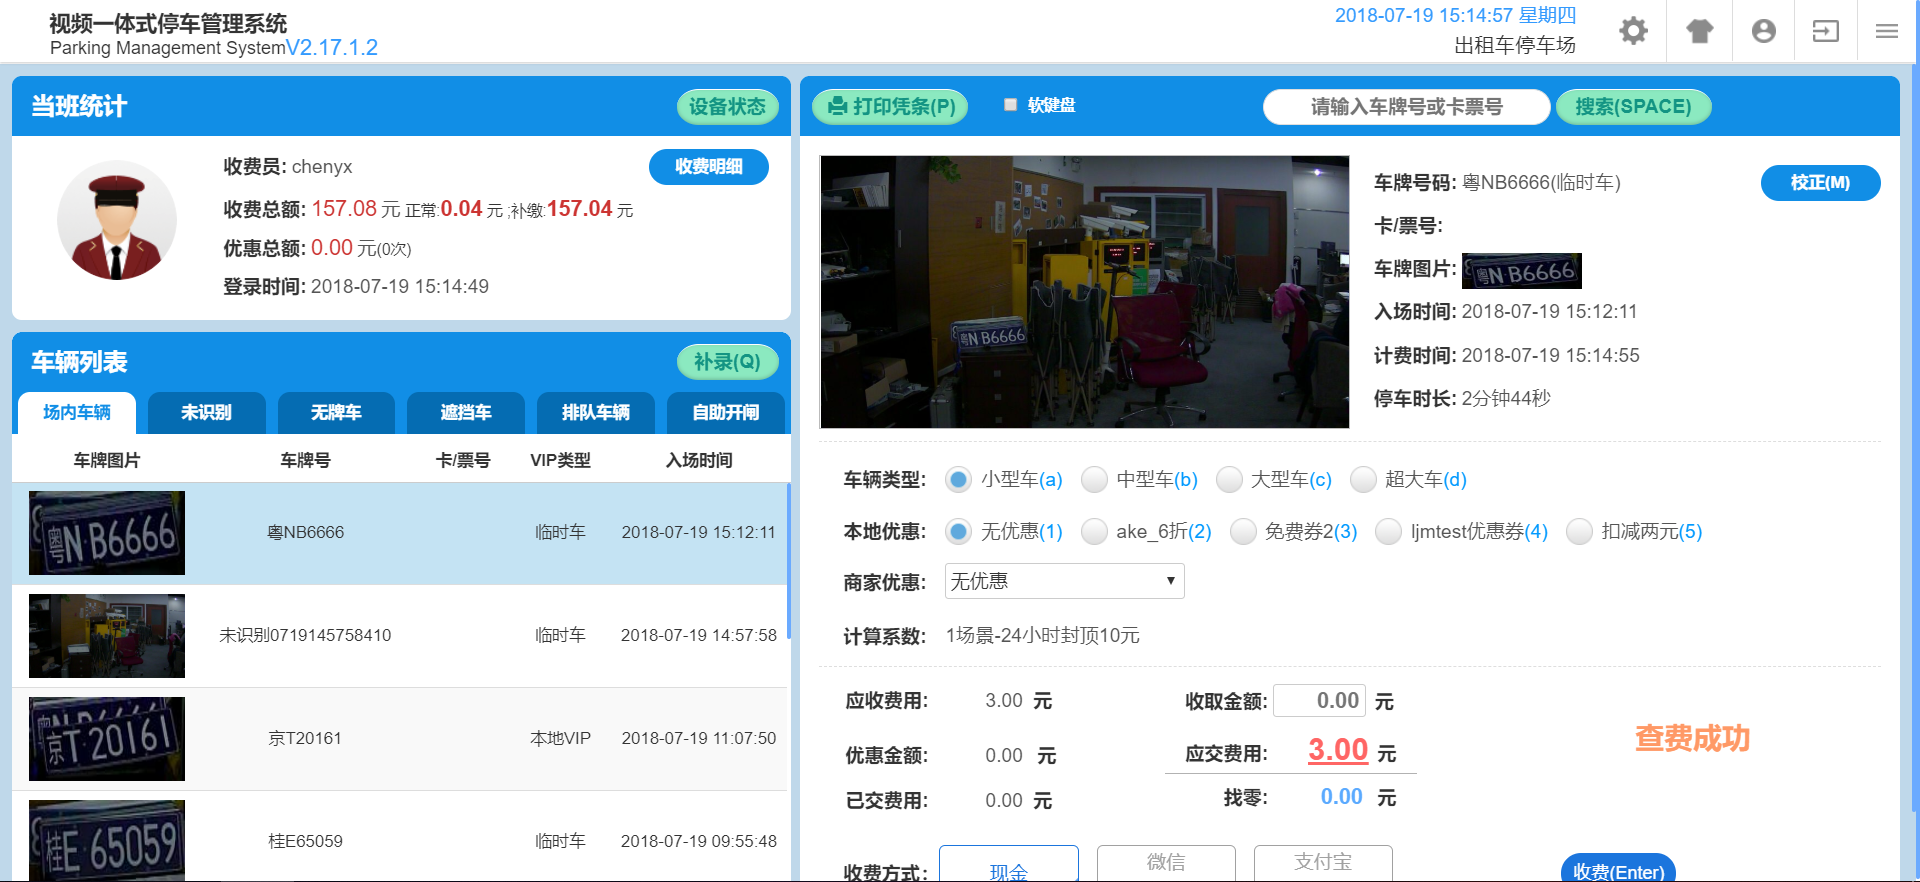 视频一体式停车管理系统
Parking Management SystemV2.17.1.2
2018-07-19 15:14:57 星期四
出租车停车场
当班统计
设备状态
收费员: chenyx
收费明细
收费总额: 157.08 元 正常:0.04 元 ;补缴:157.04 元
优惠总额: 0.00 元(0次)
登录时间: 2018-07-19 15:14:49
车辆列表
补录(Q)
场内车辆 未识别 无牌车 遮挡车 排队车辆 自助开闸
车牌图片 车牌号 卡/票号 VIP类型 入场时间
粤N B6666 粤NB6666 临时车 2018-07-19 15:12:11
未识别0719145758410 临时车 2018-07-19 14:57:58
京T 20161 京T20161 本地VIP 2018-07-19 11:07:50
桂E 65059 桂E65059 临时车 2018-07-19 09:55:48
打印凭条(P) 软键盘 请输入车牌号或卡票号 搜索(SPACE)
粤N B6666
车牌号码: 粤NB6666(临时车)
校正(M)
卡/票号:
车牌图片: 粤N B6666
入场时间: 2018-07-19 15:12:11
计费时间: 2018-07-19 15:14:55
停车时长: 2分钟44秒
车辆类型: 小型车(a) 中型车(b) 大型车(c) 超大车(d)
本地优惠: 无优惠(1) ake_6折(2) 免费券2(3) ljmtest优惠券(4) 扣减两元(5)
商家优惠: 无优惠
计算系数: 1场景-24小时封顶10元
应收费用: 3.00 元 收取金额: 0.00 元
优惠金额: 0.00 元 应交费用: 3.00 元
已交费用: 0.00 元 找零: 0.00 元
查费成功
收费方式: 现金 微信 支付宝 收费(Enter)